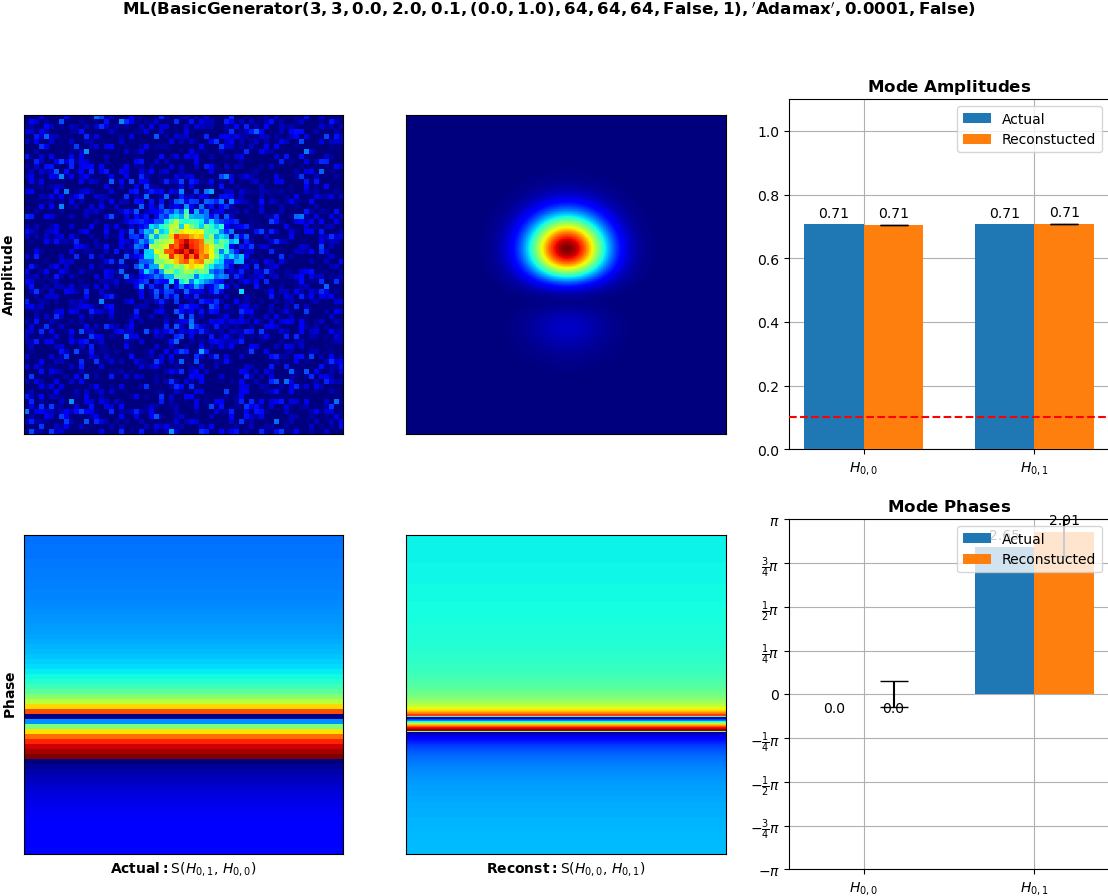 ML(BasicGenerator(3, 3, 0.0, 2.0, 0.1, (0.0, 1.0), 64, 64, 64, False, 1), 'Adamax', 0.0001, False)
Amplitude
Mode Amplitudes
Actual
Reconstucted
1.0
0.8
0.6
0.4
0.2
0.0
0.71
0.71
0.71
0.71
H0,0
H0,1
Phase
Actual: S(H0,1, H0,0)
Reconst: S(H0,0, H0,1)
Mode Phases
Actual
Reconstucted
π
3/4π
1/2π
1/4π
0
−1/4π
−1/2π
−3/4π
−π
0.0
0.0
2.91
H0,0
H0,1